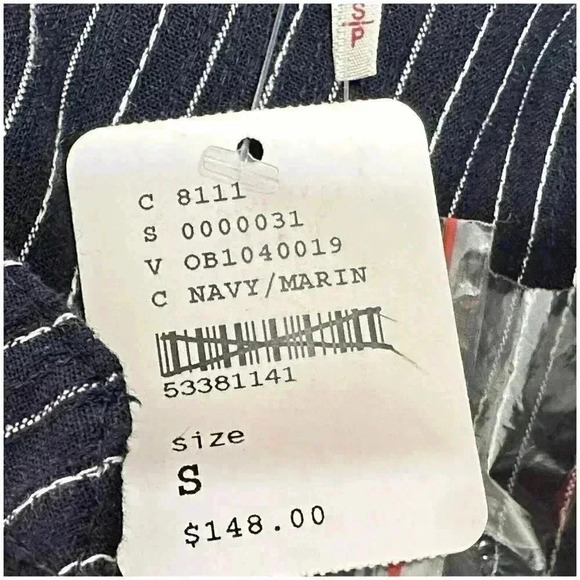 C 8111
S 0000031
V OB1040019
C NAVY/MARIN
53381141
size
S
$148.00